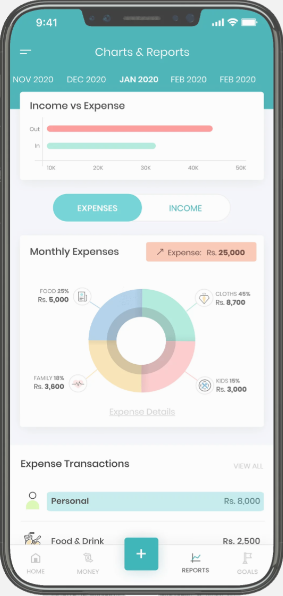 9:41
Charts & Reports
NOV 2020 DEC 2020 JAN 2020 FEB 2020 FEB 2020
Income vs Expense
Out
In
10K 20K 30K 40K 50K
EXPENSES INCOME
Monthly Expenses
Expense: Rs. 25,000
FOOD 25%
Rs. 5,000
CLOTHS 45%
Rs. 8,700
FAMILY 18%
Rs. 3,600
KIDS 15%
Rs. 3,000
Expense Details
Expense Transactions
VIEW ALL
Personal Rs. 8,000
Food & Drink Rs. 2,500
+
HOME MONEY REPORTS GOALS